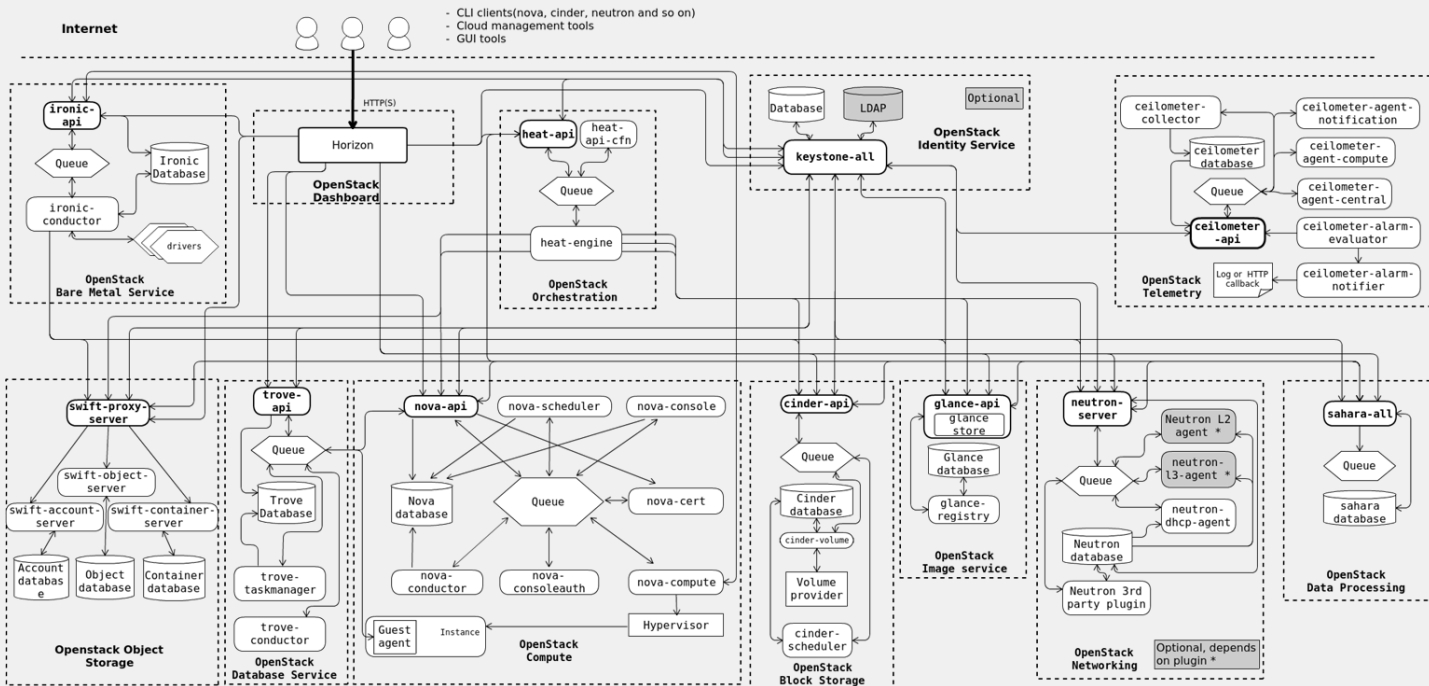 Internet
- CLI clients(nova, cinder, neutron and so on)
- Cloud management tools
- GUI tools
HTTP(S)
ironic-
api
Queue
Ironic
Database
ironic-
conductor
drivers
OpenStack
Bare Metal Service
Horizon
OpenStack
Dashboard
heat-api
heat-
api-cfn
Queue
heat-engine
OpenStack
Orchestration
Database
LDAP
Optional
keystone-all
OpenStack
Identity Service
ceilometer-
collector
ceilometer-agent-
notification
ceilometer
database
ceilometer-
agent-compute
Queue
ceilometer-
agent-central
ceilometer
-api
ceilometer-alarm-
evaluator
Log or HTTP
callback
ceilometer-alarm-
notifier
OpenStack
Telemetry
swift-proxy-
server
swift-object-
server
swift-account-
server
swift-container-
server
Account
databas
e
Object
database
Container
database
Openstack Object
Storage
trove-
api
Queue
Trove
Database
trove-
taskmanager
trove-
conductor
OpenStack
Database Service
nova-api
nova-scheduler
nova-console
Nova
database
Queue
nova-cert
nova-
conductor
nova-
consoleauth
nova-compute
Guest
agent
Instance
Hypervisor
OpenStack
Compute
cinder-api
Queue
Cinder
database
cinder-volume
Volume
provider
cinder-
scheduler
OpenStack
Block Storage
glance-api
glance
store
Glance
database
glance-
registry
OpenStack
Image service
neutron-
server
Neutron L2
agent *
Queue
neutron-
l3-agent *
neutron-
dhcp-agent
Neutron
database
Neutron 3rd
party plugin
OpenStack
Networking
Optional, depends
on plugin *
sahara-all
Queue
sahara
database
OpenStack
Data Processing